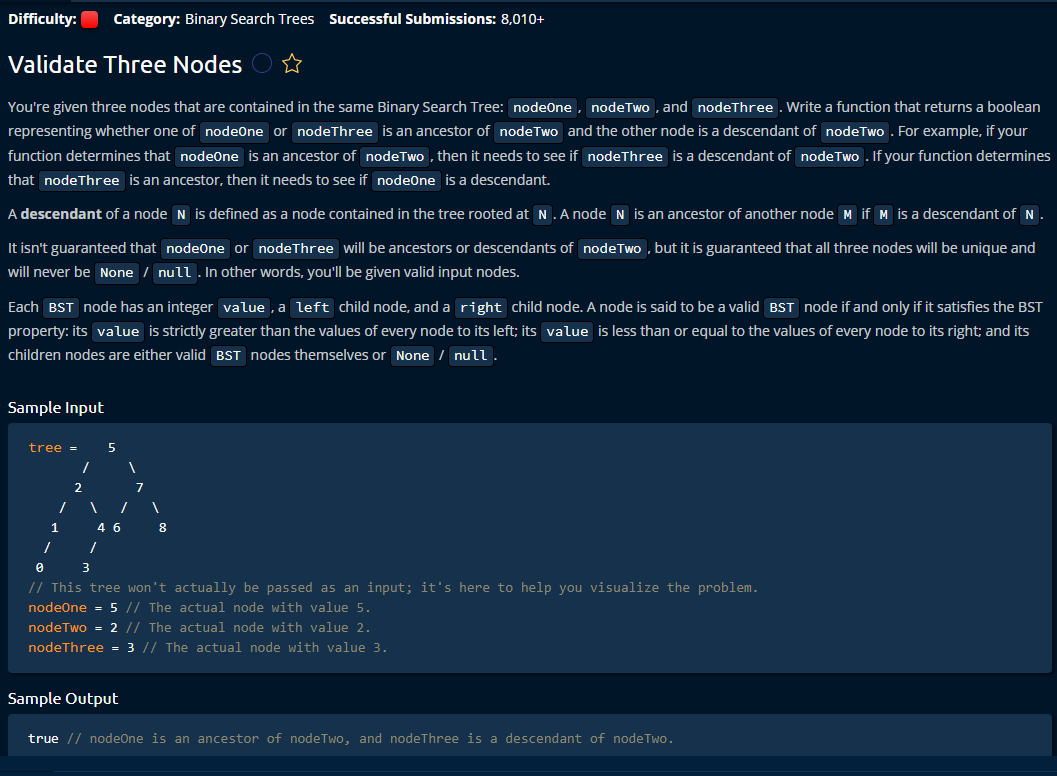 Difficulty: Category: Binary Search Trees Successful Submissions: 8,010+
Validate Three Nodes
You're given three nodes that are contained in the same Binary Search Tree: nodeOne, nodeTwo, and nodeThree. Write a function that returns a boolean
representing whether one of nodeOne or nodeThree is an ancestor of nodeTwo and the other node is a descendant of nodeTwo. For example, if your
function determines that nodeOne is an ancestor of nodeTwo, then it needs to see if nodeThree is a descendant of nodeTwo. If your function determines
that nodeThree is an ancestor, then it needs to see if nodeOne is a descendant.
A descendant of a node N is defined as a node contained in the tree rooted at N. A node N is an ancestor of another node M if M is a descendant of N.
It isn't guaranteed that nodeOne or nodeThree will be ancestors or descendants of nodeTwo, but it is guaranteed that all three nodes will be unique and
will never be None / null. In other words, you'll be given valid input nodes.
Each BST node has an integer value, a left child node, and a right child node. A node is said to be a valid BST node if and only if it satisfies the BST
property: its value is strictly greater than the values of every node to its left; its value is less than or equal to the values of every node to its right; and its
children nodes are either valid BST nodes themselves or None / null.
Sample Input
tree =    5
       /     \
      2       7
    /   \   /   \
   1     4 6     8
  /     /
 0     3
// This tree won't actually be passed as an input; it's here to help you visualize the problem.
nodeOne = 5 // The actual node with value 5.
nodeTwo = 2 // The actual node with value 2.
nodeThree = 3 // The actual node with value 3.
Sample Output
true // nodeOne is an ancestor of nodeTwo, and nodeThree is a descendant of nodeTwo.